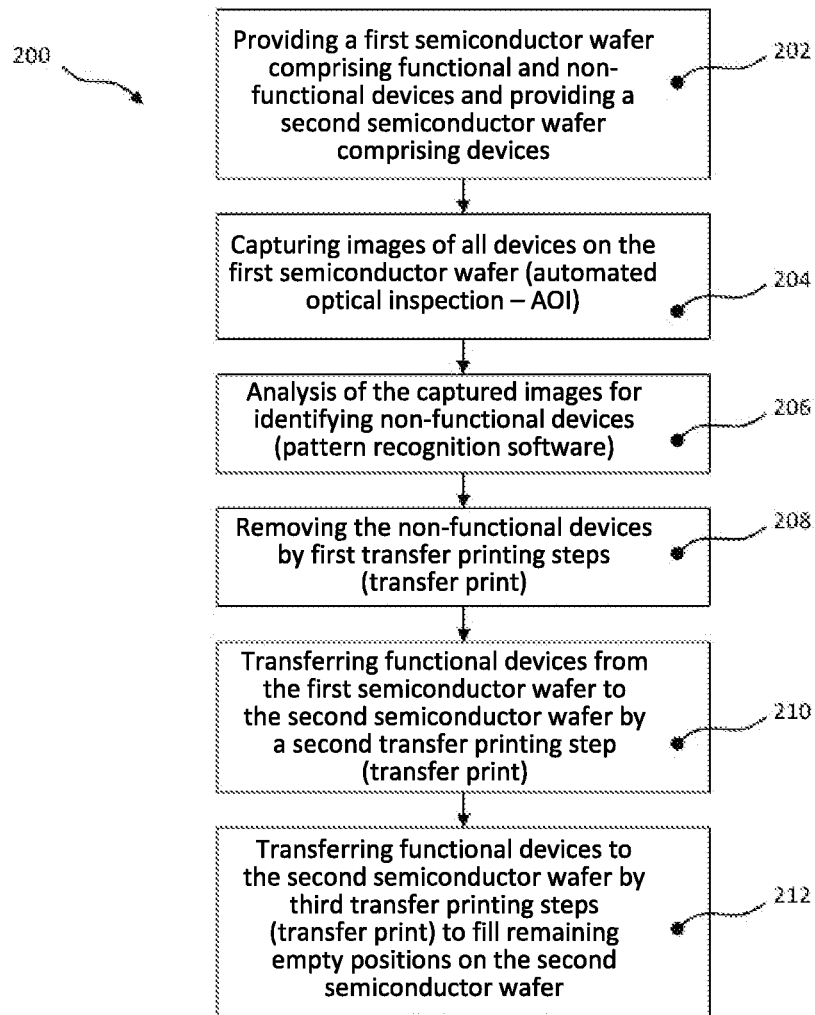 200
Providing a first semiconductor wafer
comprising functional and non-
functional devices and providing a
second semiconductor wafer
comprising devices
202
Capturing images of all devices on the
first semiconductor wafer (automated
optical inspection – AOI)
204
Analysis of the captured images for
identifying non-functional devices
(pattern recognition software)
206
Removing the non-functional devices
by first transfer printing steps
(transfer print)
208
Transferring functional devices from
the first semiconductor wafer to
the second semiconductor wafer by
a second transfer printing step
(transfer print)
210
Transferring functional devices to
the second semiconductor wafer by
third transfer printing steps
(transfer print) to fill remaining
empty positions on the second
semiconductor wafer
212